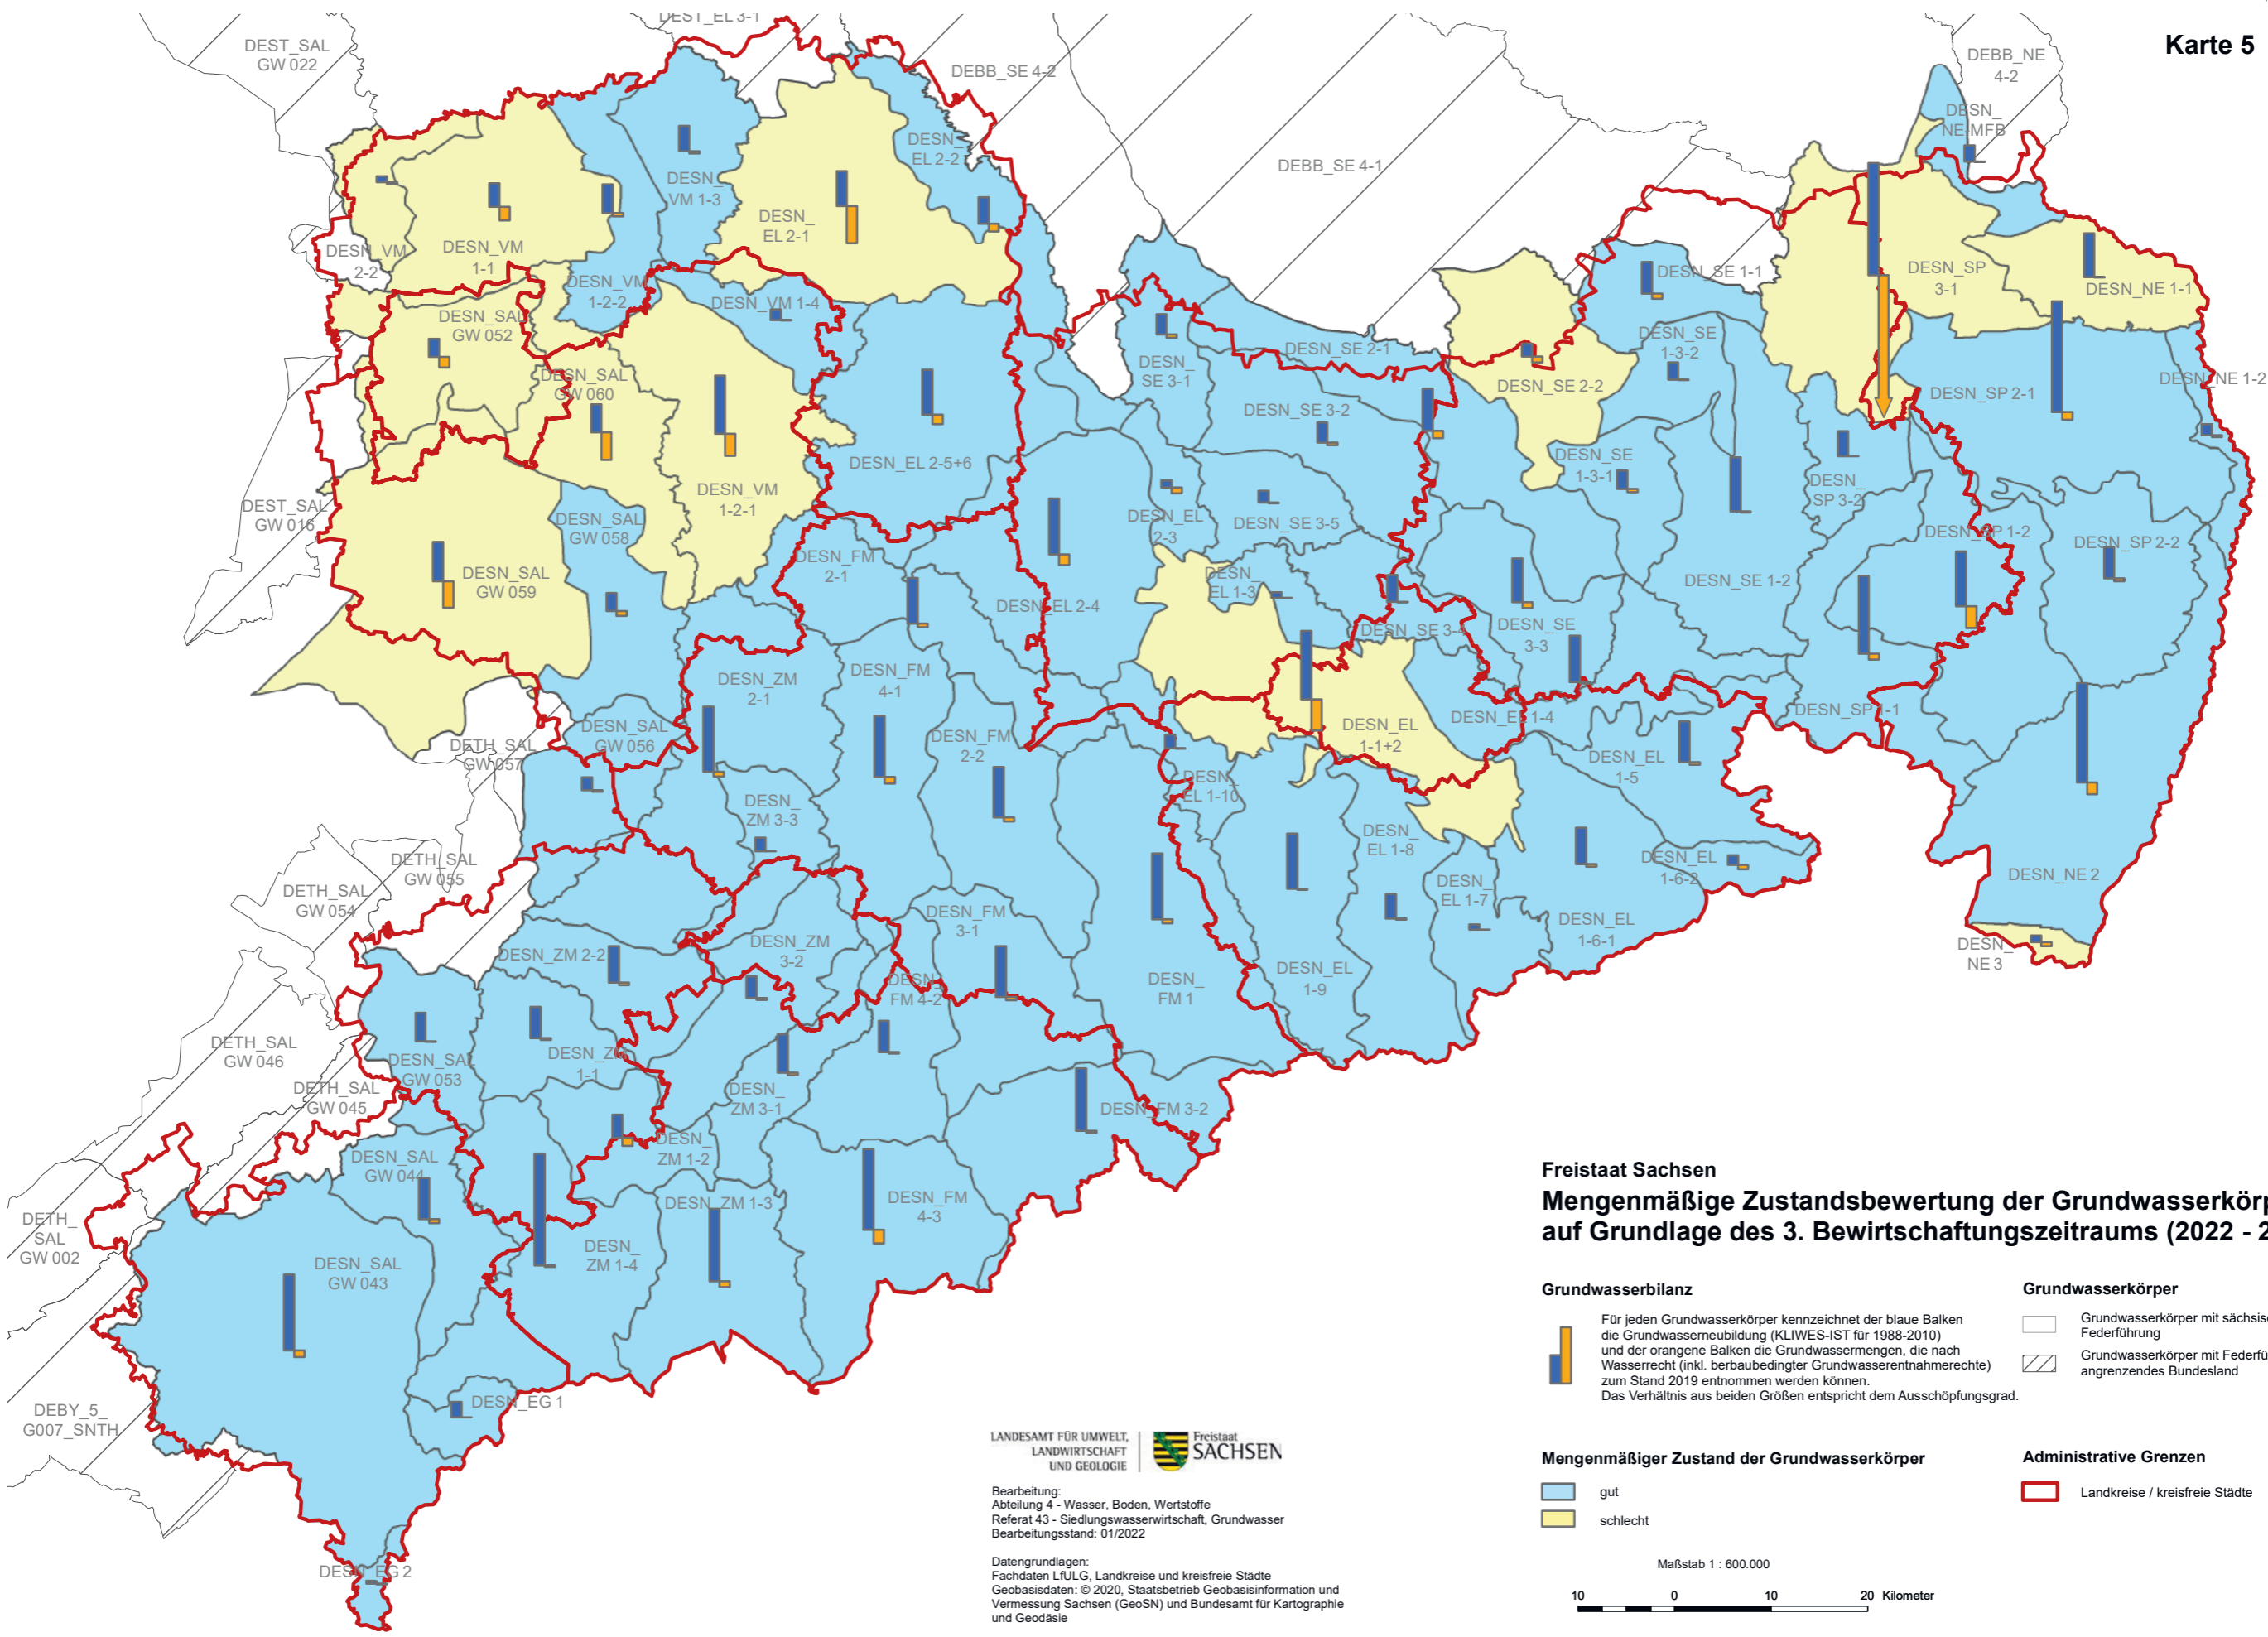 Karte 5
DEST_EL 3-1
DEST_SAL
GW 022
DEBB_SE 4-2
DEBB_NE
4-2
DESN_
NE-MFB
DESN_
EL 2-2
DEBB_SE 4-1
DESN_
VM 1-3
DESN_
EL 2-1
DESN_VM
2-2
DESN_VM
1-1
DESN_VM
1-2-2
DESN_VM 1-4
DESN_SE 1-1
DESN_SP
3-1
DESN_NE 1-1
DESN_SAL
GW 052
DESN_SE
1-3-2
DESN_SE 2-1
DESN_
SE 3-1
DESN_SAL
GW 060
DESN_SE 2-2
DESN_SP 2-1
DESN_NE 1-2
DESN_SE 3-2
DESN_EL 2-5+6
DESN_SE
1-3-1
DESN_
SP 3-2
DESN_VM
1-2-1
DEST_SAL
GW 016
DESN_SAL
GW 058
DESN_EL
2-3
DESN_SE 3-5
DESN_SP 1-2
DESN_SP 2-2
DESN_FM
2-1
DESN_SAL
GW 059
DESN_
EL 1-3
DESN_SE 1-2
DESN_EL 2-4
DESN_SE 3-4
DESN_SE
3-3
DESN_ZM
2-1
DESN_FM
4-1
DESN_EL 1-4
DESN_SP 1-1
DESN_EL
1-1+2
DESN_SAL
GW 056
DESN_FM
2-2
DETH_SAL
GW 057
DESN_EL
1-5
DESN_
EL 1-10
DESN_
ZM 3-3
DESN_
EL 1-8
DETH_SAL
GW 055
DESN_EL
1-6-2
DESN_NE 2
DETH_SAL
GW 054
DESN_
EL 1-7
DESN_FM
3-1
DESN_EL
1-6-1
DESN_ZM
3-2
DESN_ZM 2-2
DESN_
NE 3
DESN_EL
1-9
DESN_
FM 4-2
DESN_
FM 1
DETH_SAL
GW 046
DESN_SAL
GW 053
DESN_ZM
1-1
DETH_SAL
GW 045
DESN_
ZM 3-1
DESN_FM 3-2
DESN_
ZM 1-2
DESN_SAL
GW 044
DESN_ZM 1-3
DESN_FM
4-3
DETH_
SAL
GW 002
DESN_
ZM 1-4
DESN_SAL
GW 043
DESN_EG 1
DEBY_5_
G007_SNTH
DESN_EG 2
Freistaat Sachsen
Mengenmäßige Zustandsbewertung der Grundwasserkörp
auf Grundlage des 3. Bewirtschaftungszeitraums (2022 - 2
Grundwasserbilanz
Für jeden Grundwasserkörper kennzeichnet der blaue Balken
die Grundwasserneubildung (KLIWES-IST für 1988-2010)
und der orangene Balken die Grundwassermengen, die nach
Wasserrecht (inkl. berbaubedingter Grundwasserentnahmerechte)
zum Stand 2019 entnommen werden können.
Das Verhältnis aus beiden Größen entspricht dem Ausschöpfungsgrad.
Grundwasserkörper
Grundwasserkörper mit sächsisc
Federführung
Grundwasserkörper mit Federfü
angrenzendes Bundesland
Mengenmäßiger Zustand der Grundwasserkörper
gut
schlecht
Administrative Grenzen
Landkreise / kreisfreie Städte
Maßstab 1 : 600.000
10 0 10 20 Kilometer
LANDESAMT FÜR UMWELT,
LANDWIRTSCHAFT
UND GEOLOGIE
Freistaat
SACHSEN
Bearbeitung:
Abteilung 4 - Wasser, Boden, Wertstoffe
Referat 43 - Siedlungswasserwirtschaft, Grundwasser
Bearbeitungsstand: 01/2022
Datengrundlagen:
Fachdaten LfULG, Landkreise und kreisfreie Städte
Geobasisdaten: © 2020, Staatsbetrieb Geobasisinformation und
Vermessung Sachsen (GeoSN) und Bundesamt für Kartographie
und Geodäsie